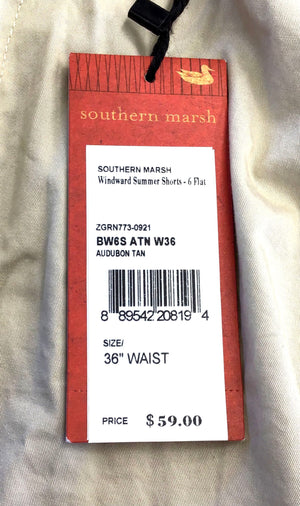 southern marsh
SOUTHERN MARSH
Windward Summer Shorts - 6 Flat
ZGRN773-0921
BW6S ATN W36
AUDUBON TAN
8 89542 20819 4
SIZE/
36" WAIST
PRICE $59.00